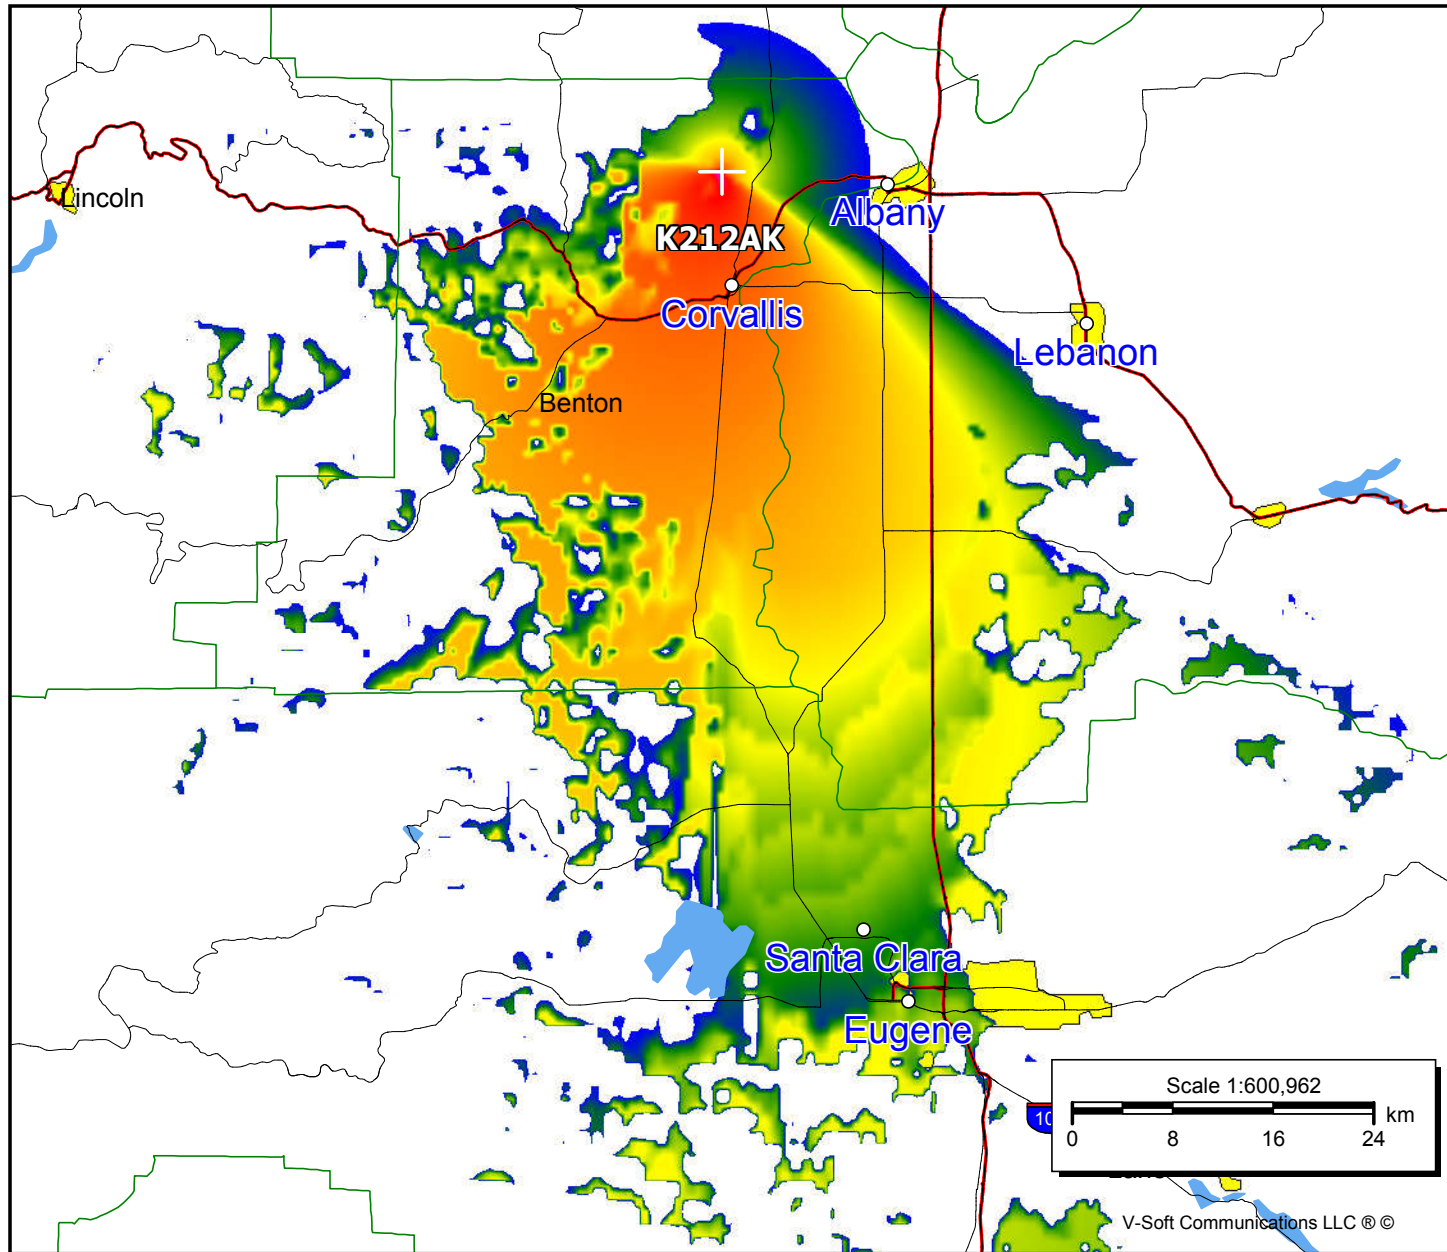 Lincoln
Albany
K212AK
Corvallis
Lebanon
Benton
Santa Clara
Eugene
Scale 1:600,962
km
0 8 16 24
V-Soft Communications LLC ® ©